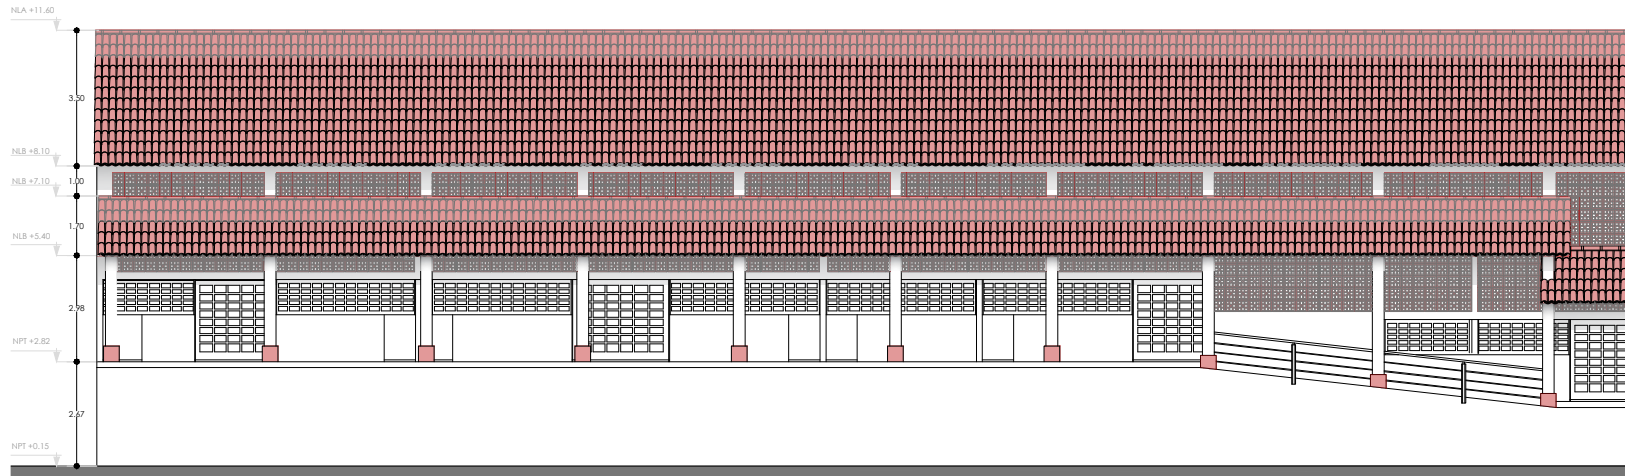 NLA +11.60
3.50
NLB +8.10
1.00
NLB +7.10
1.70
NLB +5.40
2.98
NPT +2.82
2.67
NPT +0.15